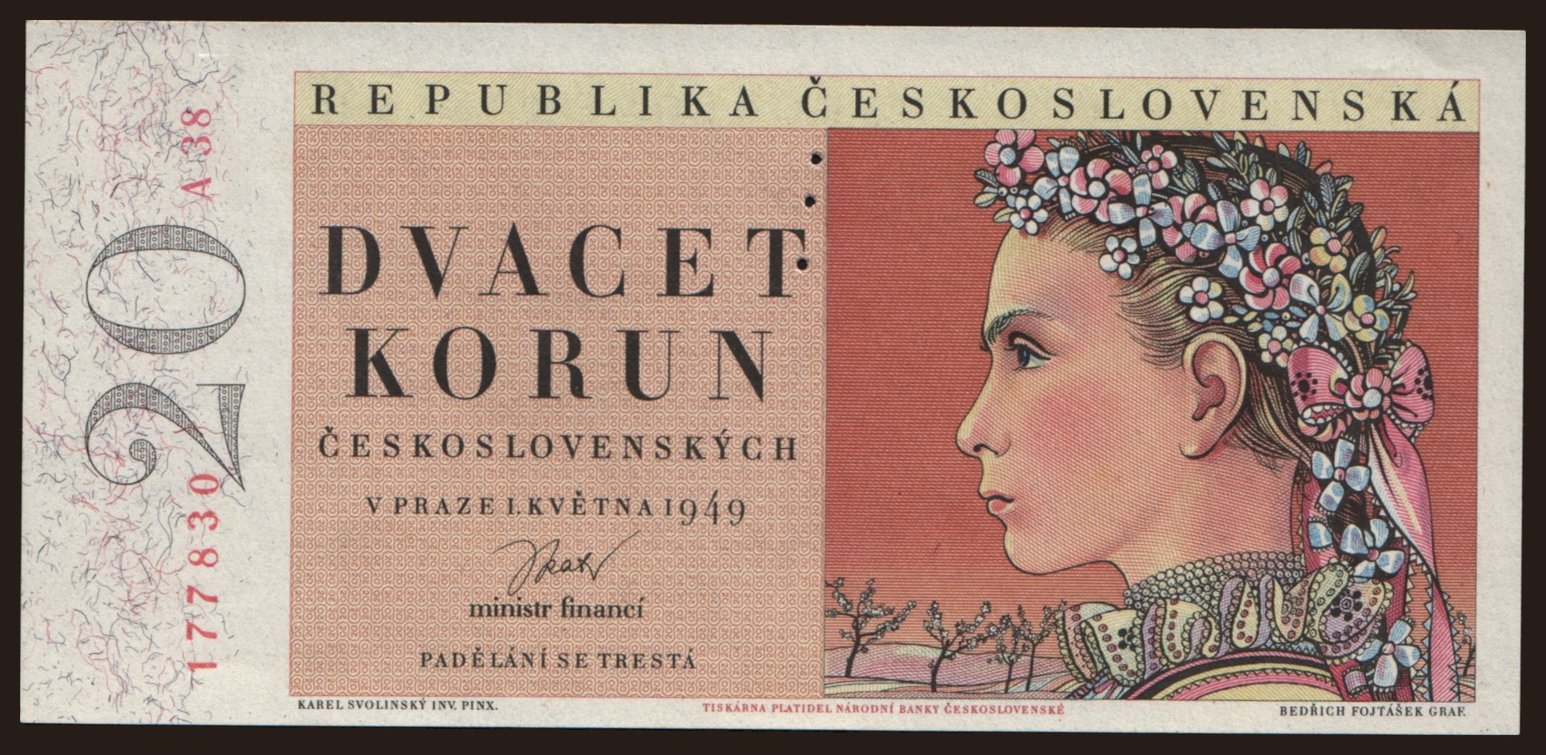 REPUBLIKA ČESKOSLOVENSKÁ
20
A 38
177830
DVACET
KORUN
ČESKOSLOVENSKÝCH
V PRAZE 1. KVĚTNA 1949
ministr financí
PADĚLÁNÍ SE TRESTÁ
KAREL SVOLINSKÝ INV. PINX.
TISKÁRNA PLATIDEL NÁRODNÍ BANKY ČESKOSLOVENSKÉ
BEDŘICH FOJTÁŠEK GRAF.